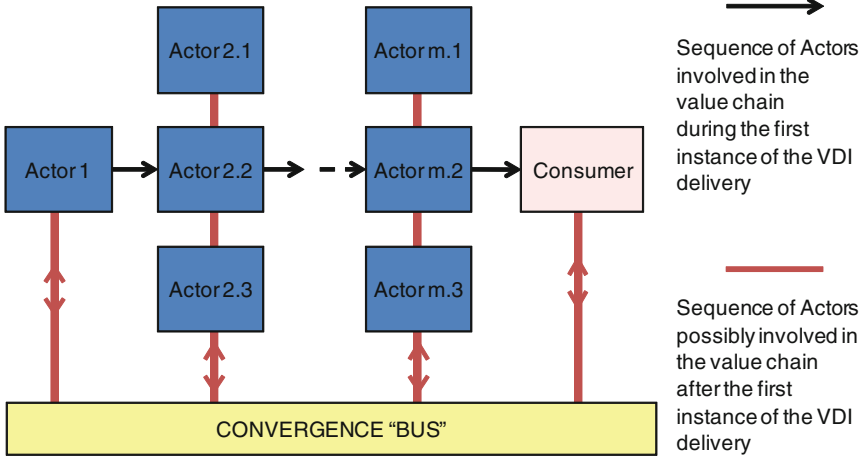 Actor 2.1
Actor m.1
Actor 1
Actor 2.2
Actor m.2
Consumer
Actor 2.3
Actor m.3
CONVERGENCE “BUS”
Sequence of Actors
involved in the
value chain
during the first
instance of the VDI
delivery
Sequence of Actors
possibly involved in
the value chain
after the first
instance of the VDI
delivery